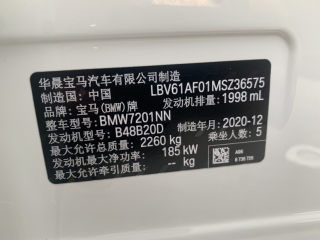 华晨宝马汽车有限公司制造
制造国: 中国 LBV61AF01MSZ36575
品牌: 宝马(BMW)牌 发动机排量: 1998 mL
整车型号: BMW7201NN
发动机型号: B48B20D 制造年月: 2020-12
最大允许总质量: 2260 kg 乘坐人数: 5
发动机最大净功率: 185 kW
最大允许牵引质量: -- kg